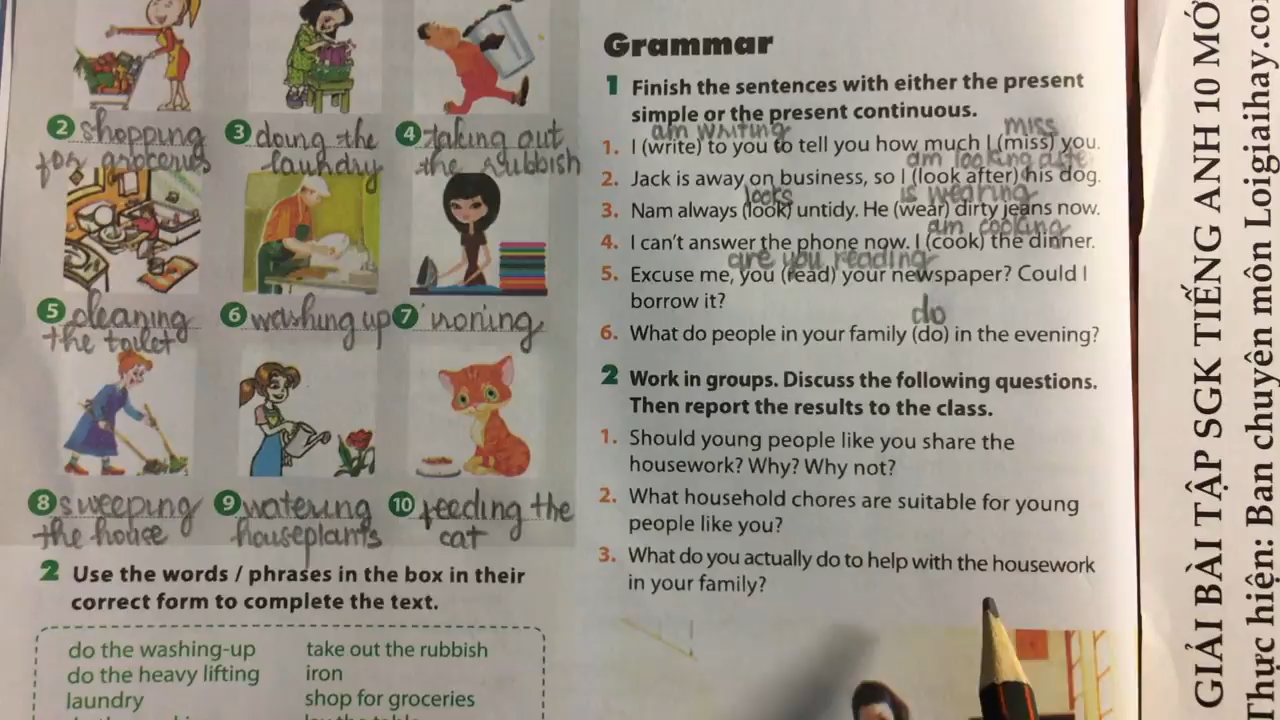 2 shopping
for groceries
3 doing the
laundry
4 taking out
the rubbish
5 cleaning
the toilet
6 washing up
7 ironing
8 sweeping
the house
9 watering
houseplants
10 feeding the
cat
2 Use the words / phrases in the box in their
correct form to complete the text.
do the washing-up
do the heavy lifting
laundry
take out the rubbish
iron
shop for groceries
Grammar
1 Finish the sentences with either the present
simple or the present continuous.
am writing miss
1. I (write) to you to tell you how much I (miss) you.
am looking afte
2. Jack is away on business, so I (look after) his dog.
looks is wearing
3. Nam always (look) untidy. He (wear) dirty jeans now.
am cooking
4. I can't answer the phone now. I (cook) the dinner.
are you reading
5. Excuse me, you (read) your newspaper? Could I
borrow it?
do
6. What do people in your family (do) in the evening?
2 Work in groups. Discuss the following questions.
Then report the results to the class.
1. Should young people like you share the
housework? Why? Why not?
2. What household chores are suitable for young
people like you?
3. What do you actually do to help with the housework
in your family?
GIẢI BÀI TẬP SGK TIẾNG ANH 10 MỚ
Thực hiện: Ban chuyên môn Loigiaihay.co